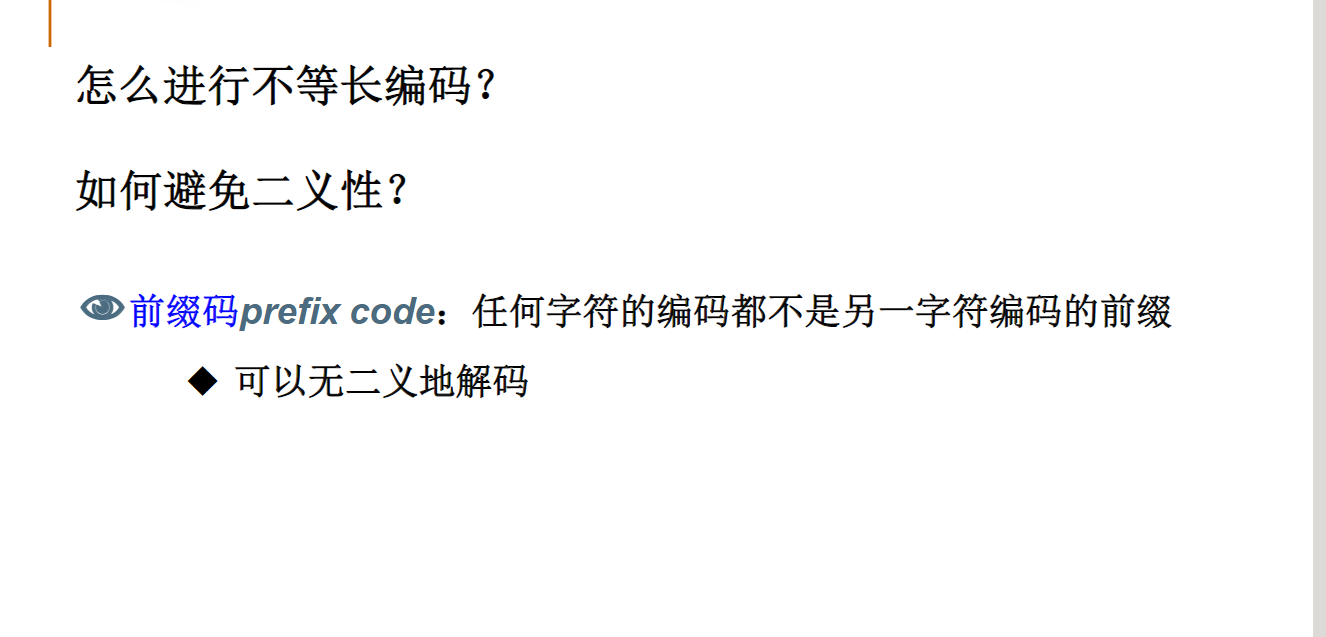 怎么进行不等长编码？
如何避免二义性？
前缀码prefix code：任何字符的编码都不是另一字符编码的前缀
可以无二义地解码